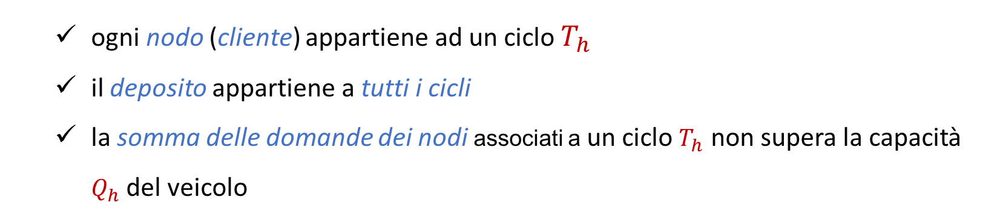 ✓ ogni nodo (cliente) appartiene ad un ciclo T_h
✓ il deposito appartiene a tutti i cicli
✓ la somma delle domande dei nodi associati a un ciclo T_h non supera la capacità
Q_h del veicolo